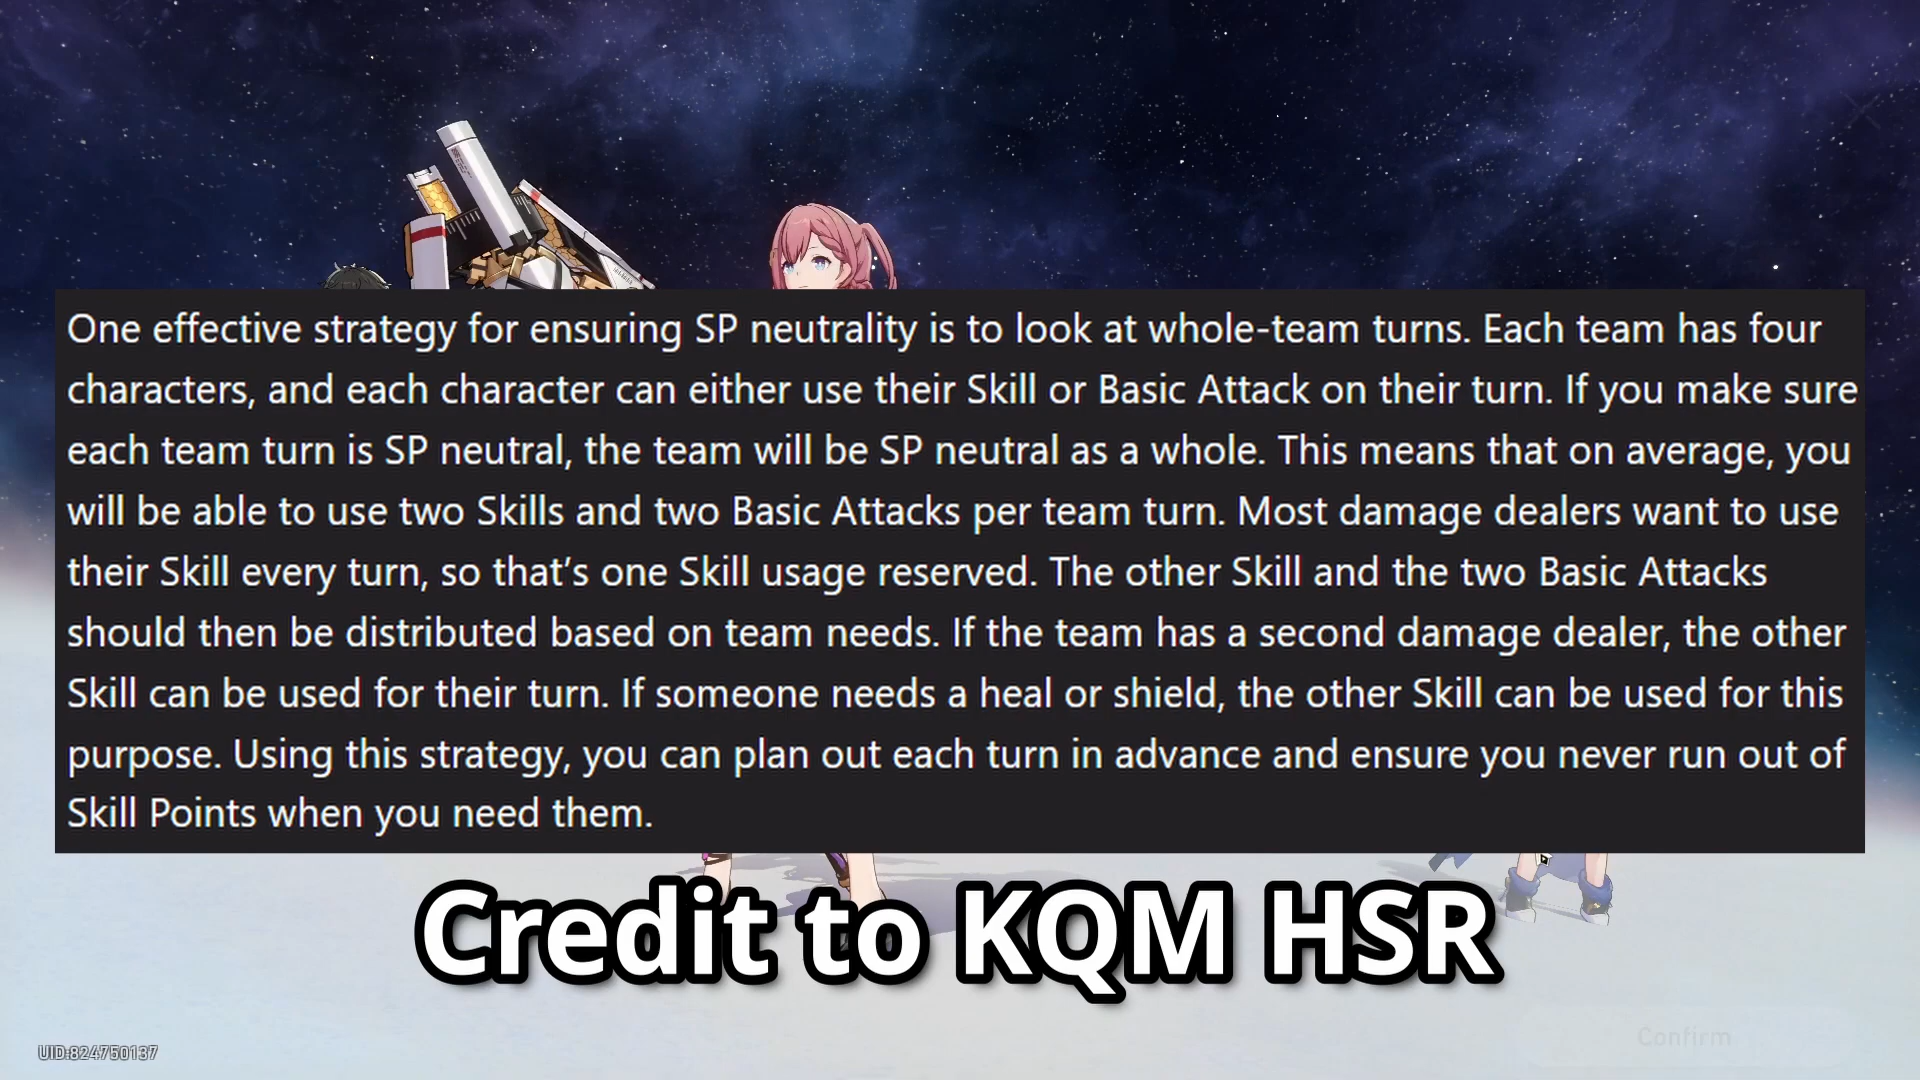 One effective strategy for ensuring SP neutrality is to look at whole-team turns. Each team has four
characters, and each character can either use their Skill or Basic Attack on their turn. If you make sure
each team turn is SP neutral, the team will be SP neutral as a whole. This means that on average, you
will be able to use two Skills and two Basic Attacks per team turn. Most damage dealers want to use
their Skill every turn, so that’s one Skill usage reserved. The other Skill and the two Basic Attacks
should then be distributed based on team needs. If the team has a second damage dealer, the other
Skill can be used for their turn. If someone needs a heal or shield, the other Skill can be used for this
purpose. Using this strategy, you can plan out each turn in advance and ensure you never run out of
Skill Points when you need them.
Credit to KQM HSR
Confirm
UID:824750137